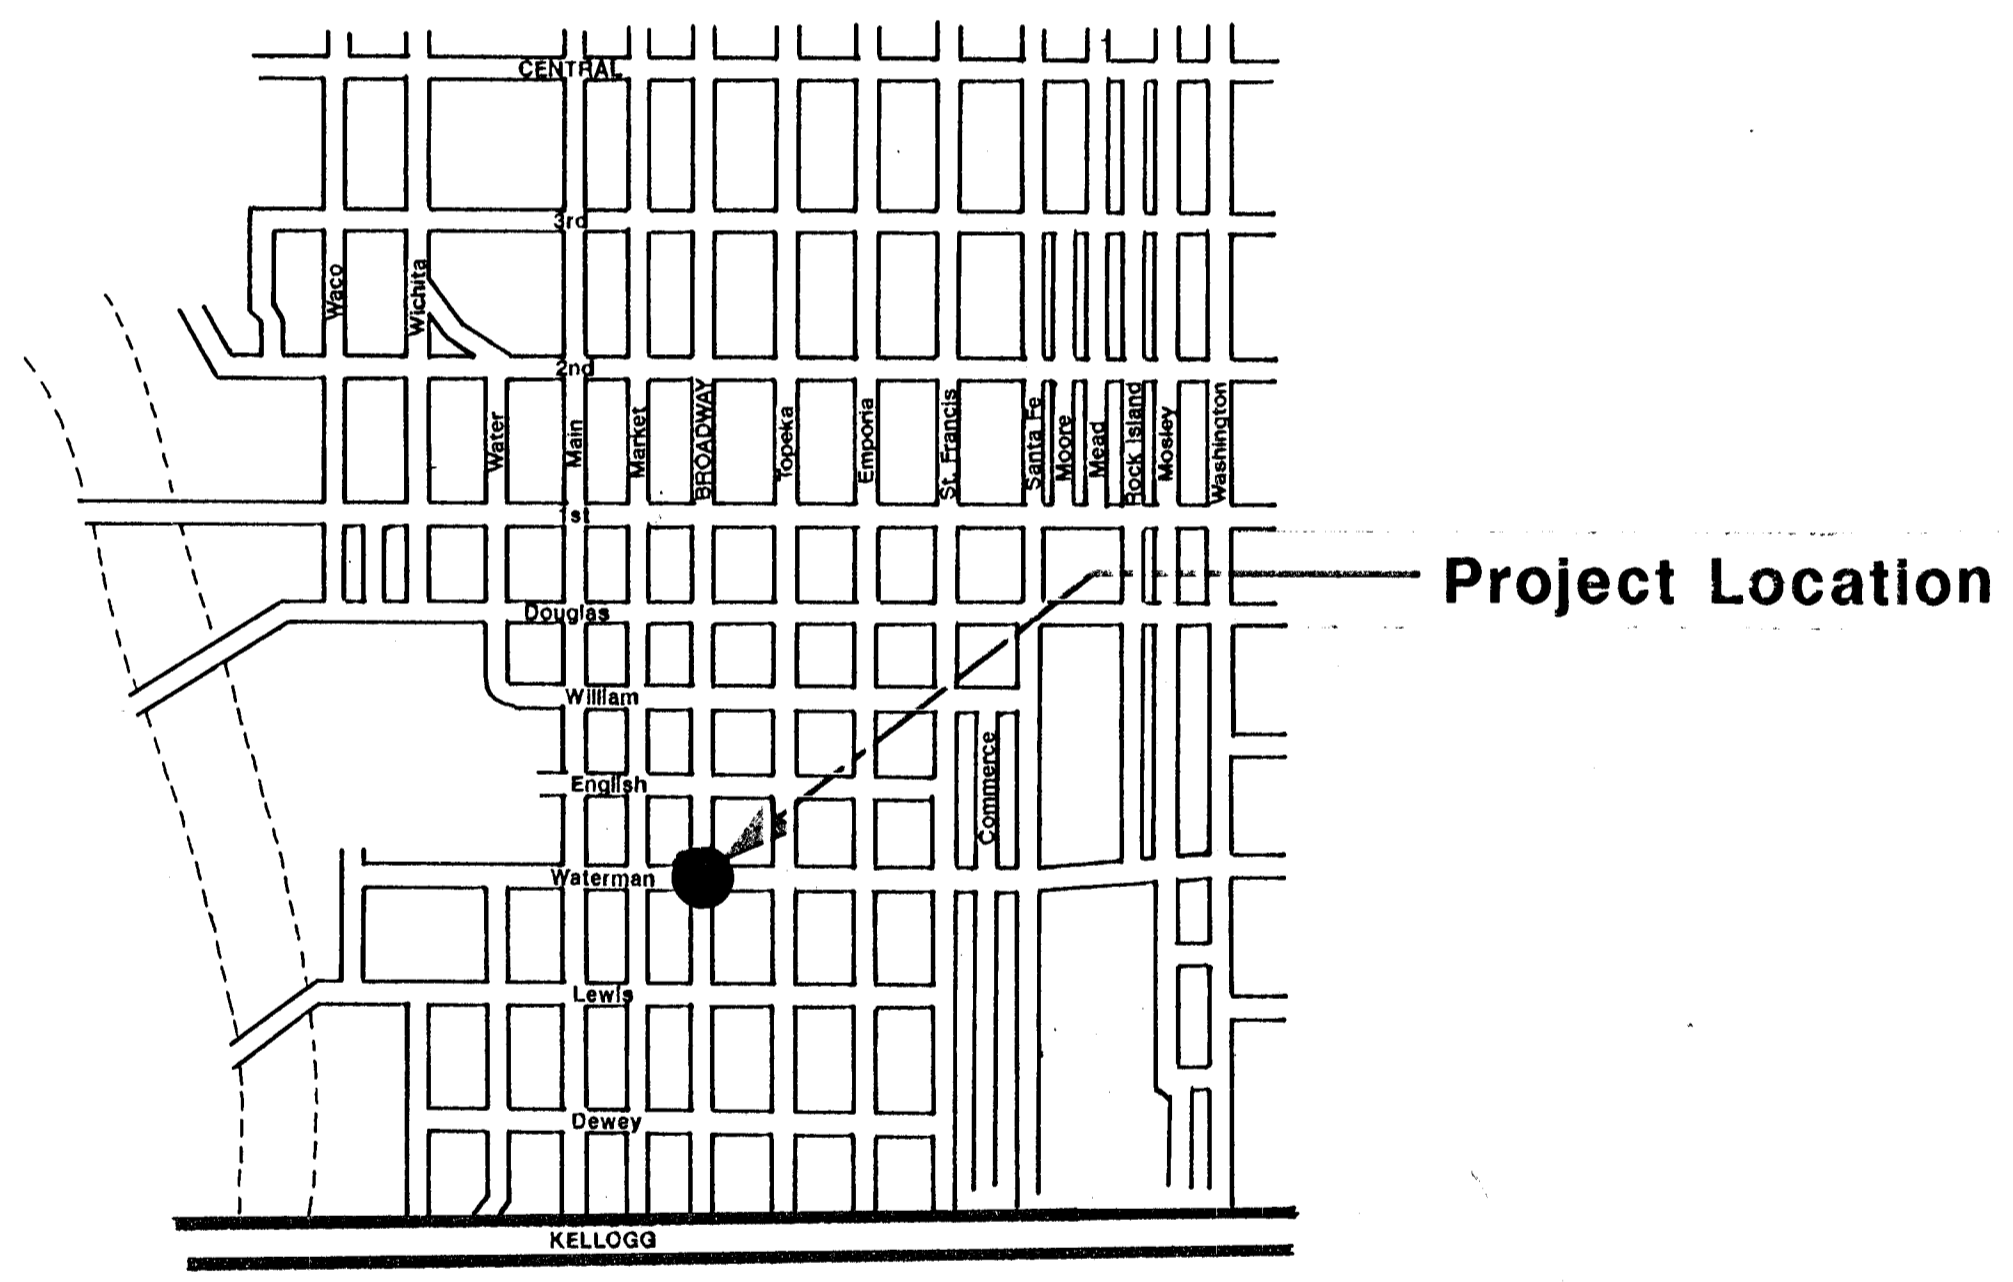 CENTRAL
3rd
Waco
Wichita
2nd
Water
Main
Market
BROADWAY
Topeka
Emporia
St. Francis
Santa Fe
Moore
Mead
Rock Island
Mosley
Washington
1st
Project Location
Douglas
William
Commerce
English
Waterman
Lewis
Dewey
KELLOGG